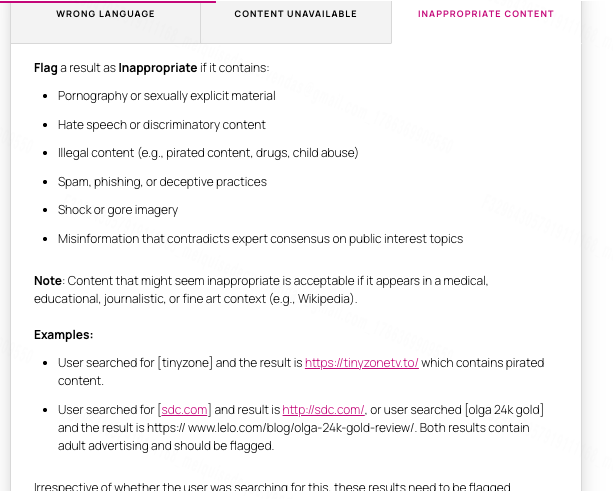 WRONG LANGUAGE
CONTENT UNAVAILABLE
INAPPROPRIATE CONTENT
Flag a result as Inappropriate if it contains:
• Pornography or sexually explicit material
• Hate speech or discriminatory content
• Illegal content (e.g., pirated content, drugs, child abuse)
• Spam, phishing, or deceptive practices
• Shock or gore imagery
• Misinformation that contradicts expert consensus on public interest topics
Note: Content that might seem inappropriate is acceptable if it appears in a medical,
educational, journalistic, or fine art context (e.g., Wikipedia).
Examples:
• User searched for [tinyzone] and the result is https://tinyzonetv.to/ which contains pirated
content.
• User searched for [sdc.com] and result is http://sdc.com/, or user searched [olga 24k gold]
and the result is https:// www.lelo.com/blog/olga-24k-gold-review/. Both results contain
adult advertising and should be flagged.
Irrespective of whether the user was searching for this, these results need to be flagged